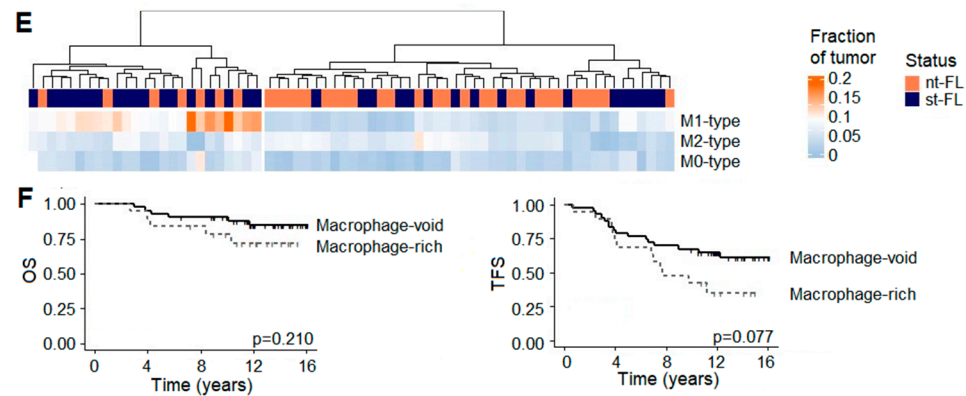 E
Fraction
of tumor
0.2
0.15
0.1
0.05
0
Status
nt-FL
st-FL
M1-type
M2-type
M0-type
F
OS
1.00
0.75
0.50
0.25
0.00
Macrophage-void
Macrophage-rich
p=0.210
0 4 8 12 16
Time (years)
TFS
1.00
0.75
0.50
0.25
0.00
Macrophage-void
Macrophage-rich
p=0.077
0 4 8 12 16
Time (years)